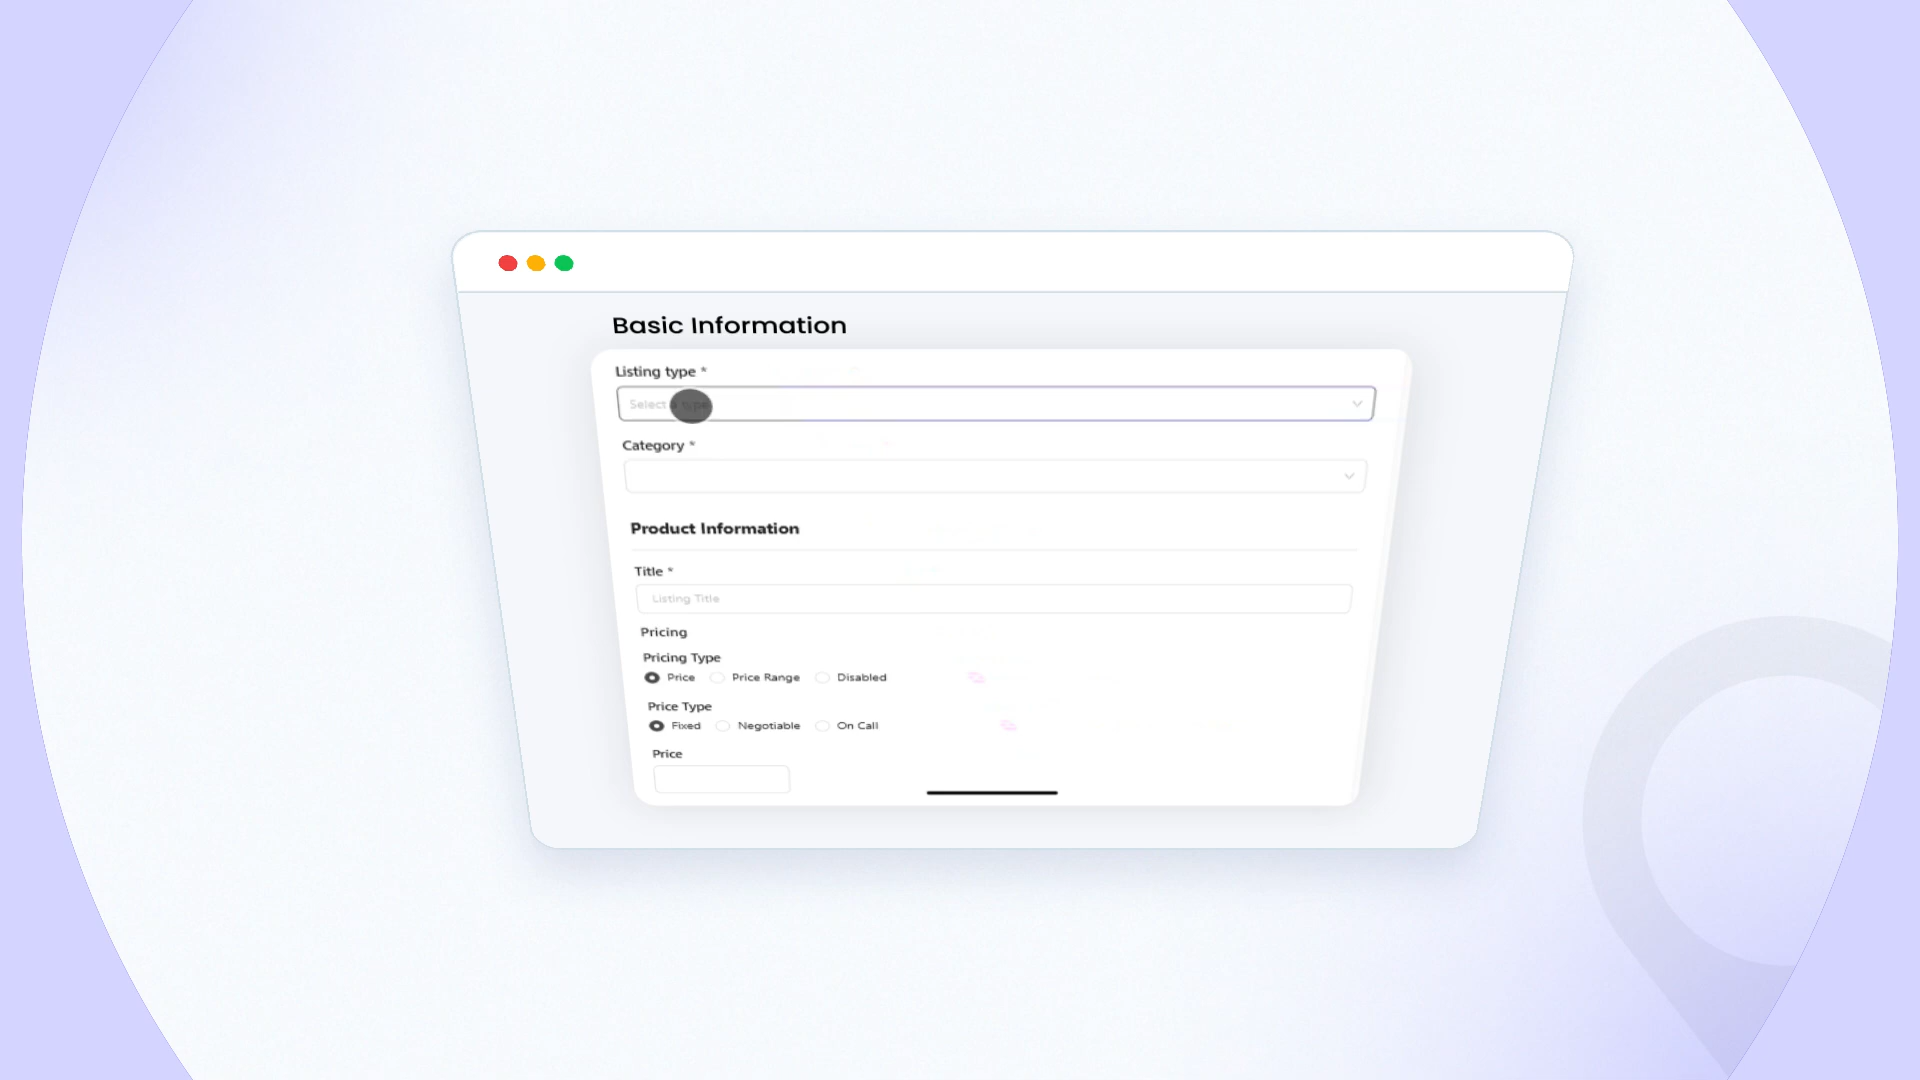 Basic Information
Listing type *
Select a type
Category *
Product Information
Title *
Listing Title
Pricing
Pricing Type
Price Price Range Disabled
Price Type
Fixed Negotiable On Call
Price